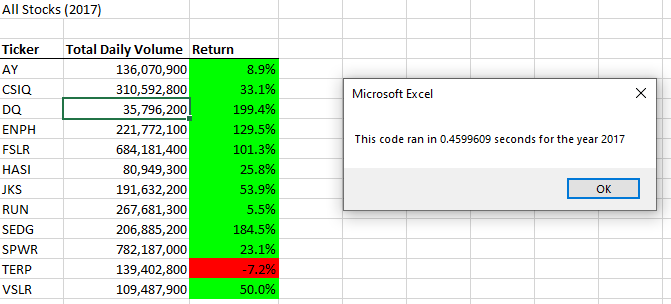 All Stocks (2017)
Ticker Total Daily Volume Return
AY 136,070,900 8.9%
CSIQ 310,592,800 33.1%
DQ 35,796,200 199.4%
ENPH 221,772,100 129.5%
FSLR 684,181,400 101.3%
HASI 80,949,300 25.8%
JKS 191,632,200 53.9%
RUN 267,681,300 5.5%
SEDG 206,885,200 184.5%
SPWR 782,187,000 23.1%
TERP 139,402,800 -7.2%
VSLR 109,487,900 50.0%
Microsoft Excel
This code ran in 0.4599609 seconds for the year 2017
OK